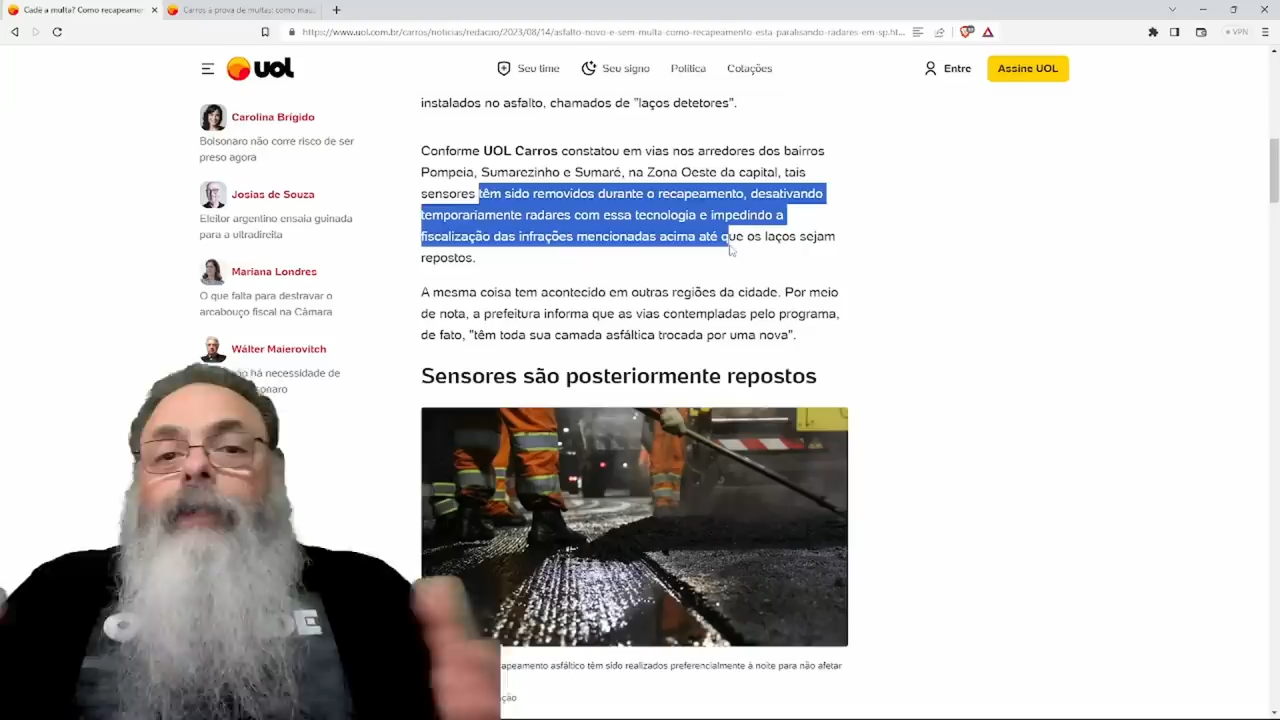 Cadê a multa? Como recapeamen
Carros à prova de multas: como mau...
https://www.uol.com.br/carros/noticias/redacao/2023/08/14/asfalto-novo-e-sem-multa-como-recapeamento-esta-paralisando-radares-em-sp.ht...
VPN
UOL
Seu time
Seu signo
Política
Cotações
Entre
Assine UOL
Carolina Brígido
Bolsonaro não corre risco de ser
preso agora
Josias de Souza
Eleitor argentino ensaia guinada
para a ultradireita
Mariana Londres
O que falta para destravar o
arcabouço fiscal na Câmara
Wálter Maierovitch
há necessidade de
instalados no asfalto, chamados de "laços detetores".
Conforme UOL Carros constatou em vias nos arredores dos bairros
Pompeia, Sumarezinho e Sumaré, na Zona Oeste da capital, tais
sensores têm sido removidos durante o recapeamento, desativando
temporariamente radares com essa tecnologia e impedindo a
fiscalização das infrações mencionadas acima até que os laços sejam
repostos.
A mesma coisa tem acontecido em outras regiões da cidade. Por meio
de nota, a prefeitura informa que as vias contempladas pelo programa,
de fato, "têm toda sua camada asfáltica trocada por uma nova".
Sensores são posteriormente repostos
apeamento asfáltico têm sido realizados preferencialmente à noite para não afetar